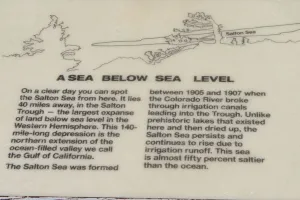 Salton Sea
A SEA BELOW SEA LEVEL
On a clear day you can spot
the Salton Sea from here. It lies
40 miles away, in the Salton
Trough — the largest expanse
of land below sea level in the
Western Hemisphere. This 140-
mile-long depression is the
northern extension of the
ocean-filled valley we call
the Gulf of California.
The Salton Sea was formed
between 1905 and 1907 when
the Colorado River broke
through irrigation canals
leading into the Trough. Unlike
prehistoric lakes that existed
here and then dried up, the
Salton Sea persists and
continues to rise due to
irrigation runoff. This sea
is almost fifty percent saltier
than the ocean.